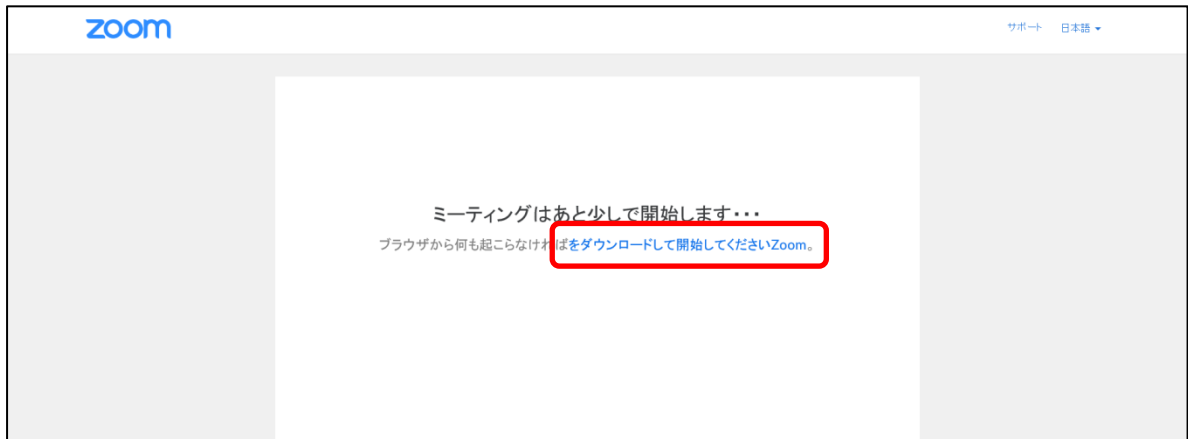 zoom
サポート 日本語
ミーティングはあと少しで開始します・・・
ブラウザから何も起こらなければをダウンロードして開始してくださいZoom。